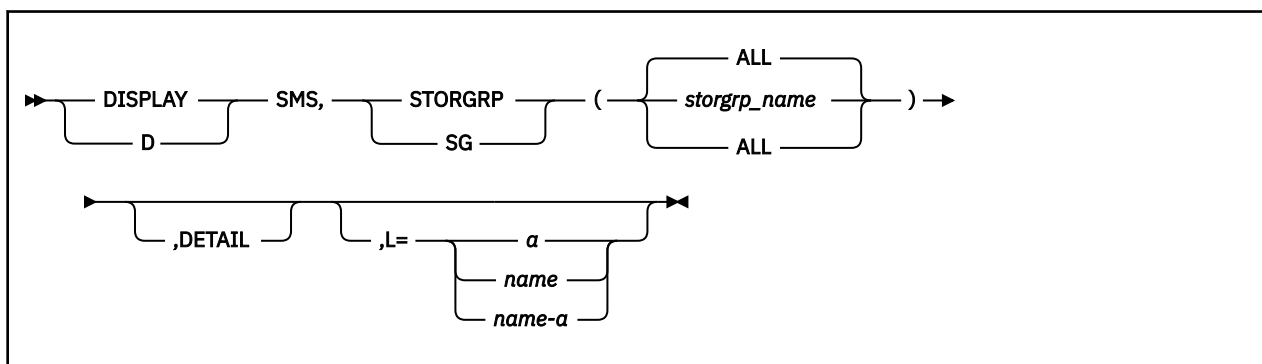 ALL
DISPLAY SMS, STORGRP ( storgrp_name )
D SG ALL
,DETAIL ,L= a
name
name-a